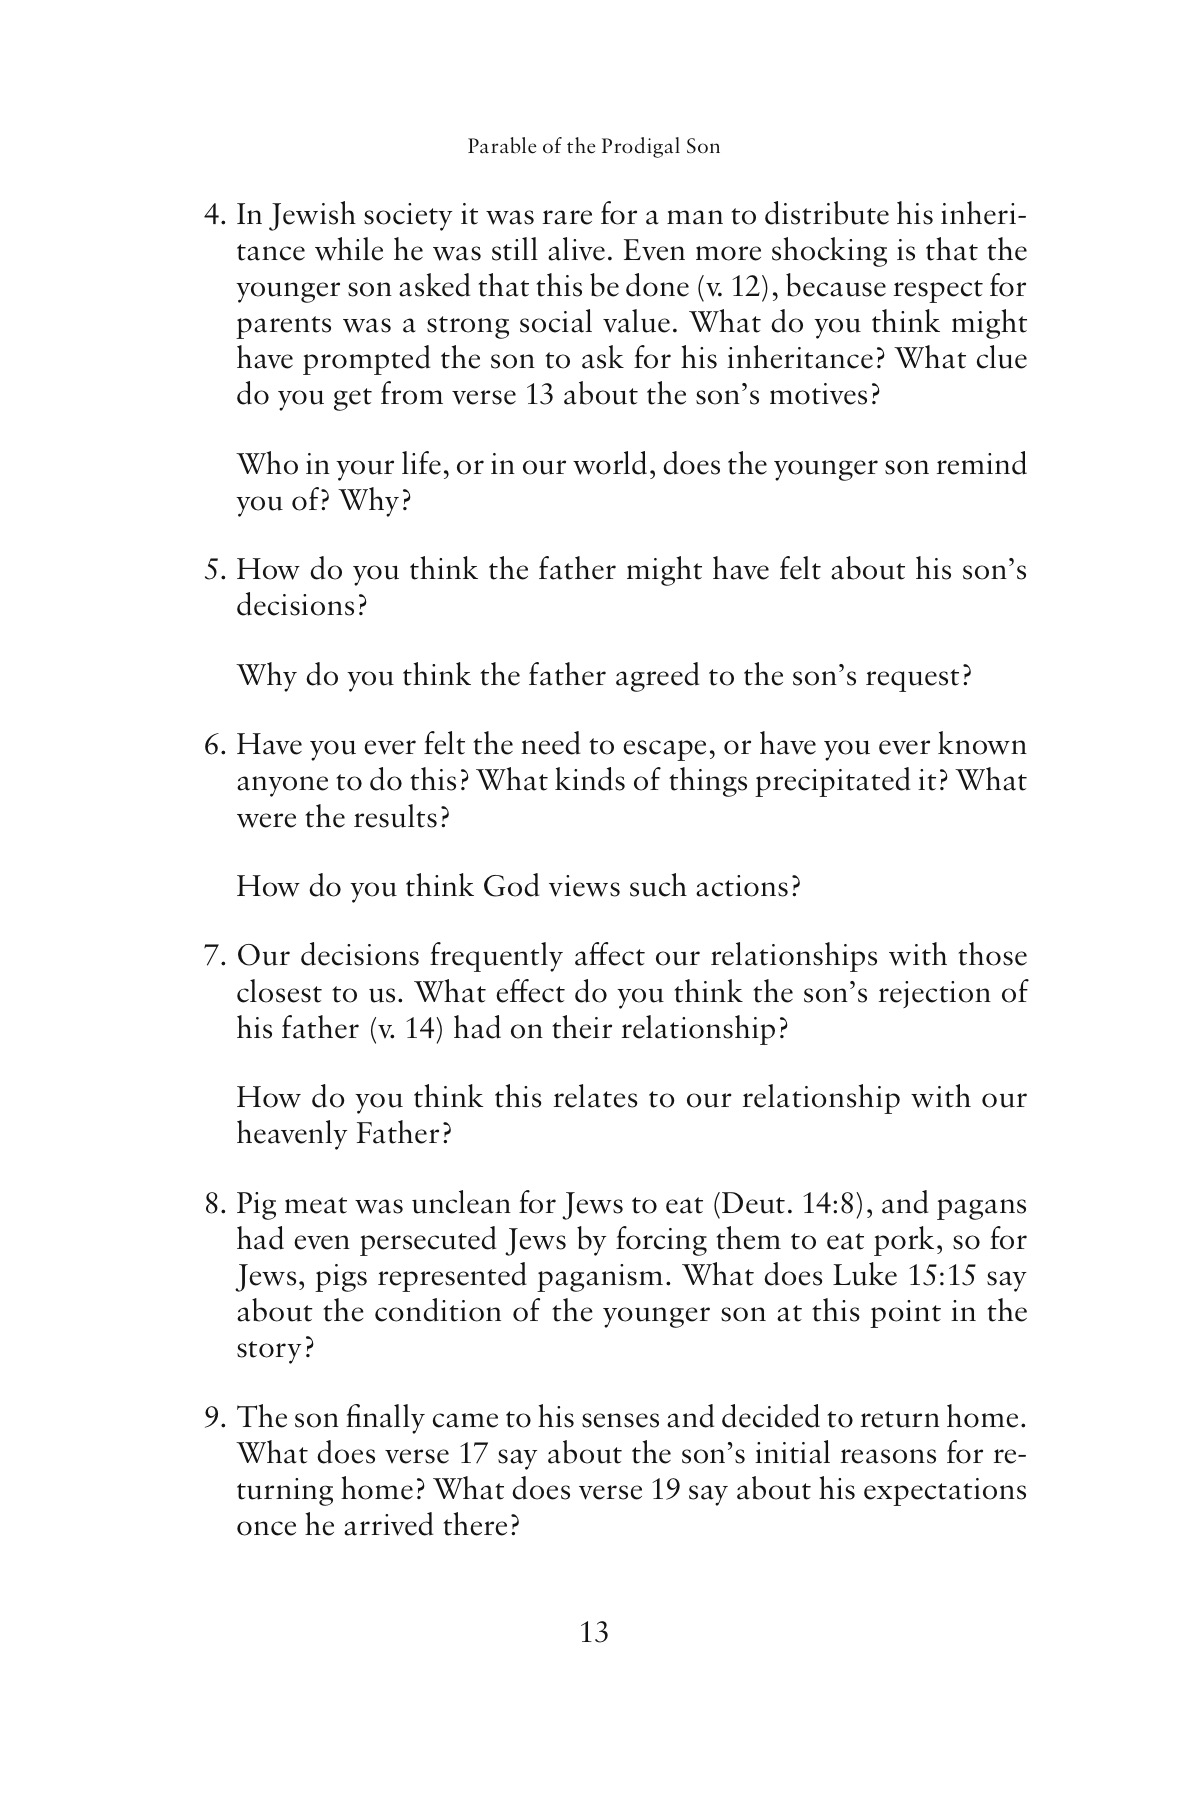 Parable of the Prodigal Son
4. In Jewish society it was rare for a man to distribute his inheri-
tance while he was still alive. Even more shocking is that the
younger son asked that this be done (v. 12), because respect for
parents was a strong social value. What do you think might
have prompted the son to ask for his inheritance? What clue
do you get from verse 13 about the son’s motives?
Who in your life, or in our world, does the younger son remind
you of? Why?
5. How do you think the father might have felt about his son’s
decisions?
Why do you think the father agreed to the son’s request?
6. Have you ever felt the need to escape, or have you ever known
anyone to do this? What kinds of things precipitated it? What
were the results?
How do you think God views such actions?
7. Our decisions frequently affect our relationships with those
closest to us. What effect do you think the son’s rejection of
his father (v. 14) had on their relationship?
How do you think this relates to our relationship with our
heavenly Father?
8. Pig meat was unclean for Jews to eat (Deut. 14:8), and pagans
had even persecuted Jews by forcing them to eat pork, so for
Jews, pigs represented paganism. What does Luke 15:15 say
about the condition of the younger son at this point in the
story?
9. The son finally came to his senses and decided to return home.
What does verse 17 say about the son’s initial reasons for re-
turning home? What does verse 19 say about his expectations
once he arrived there?
13